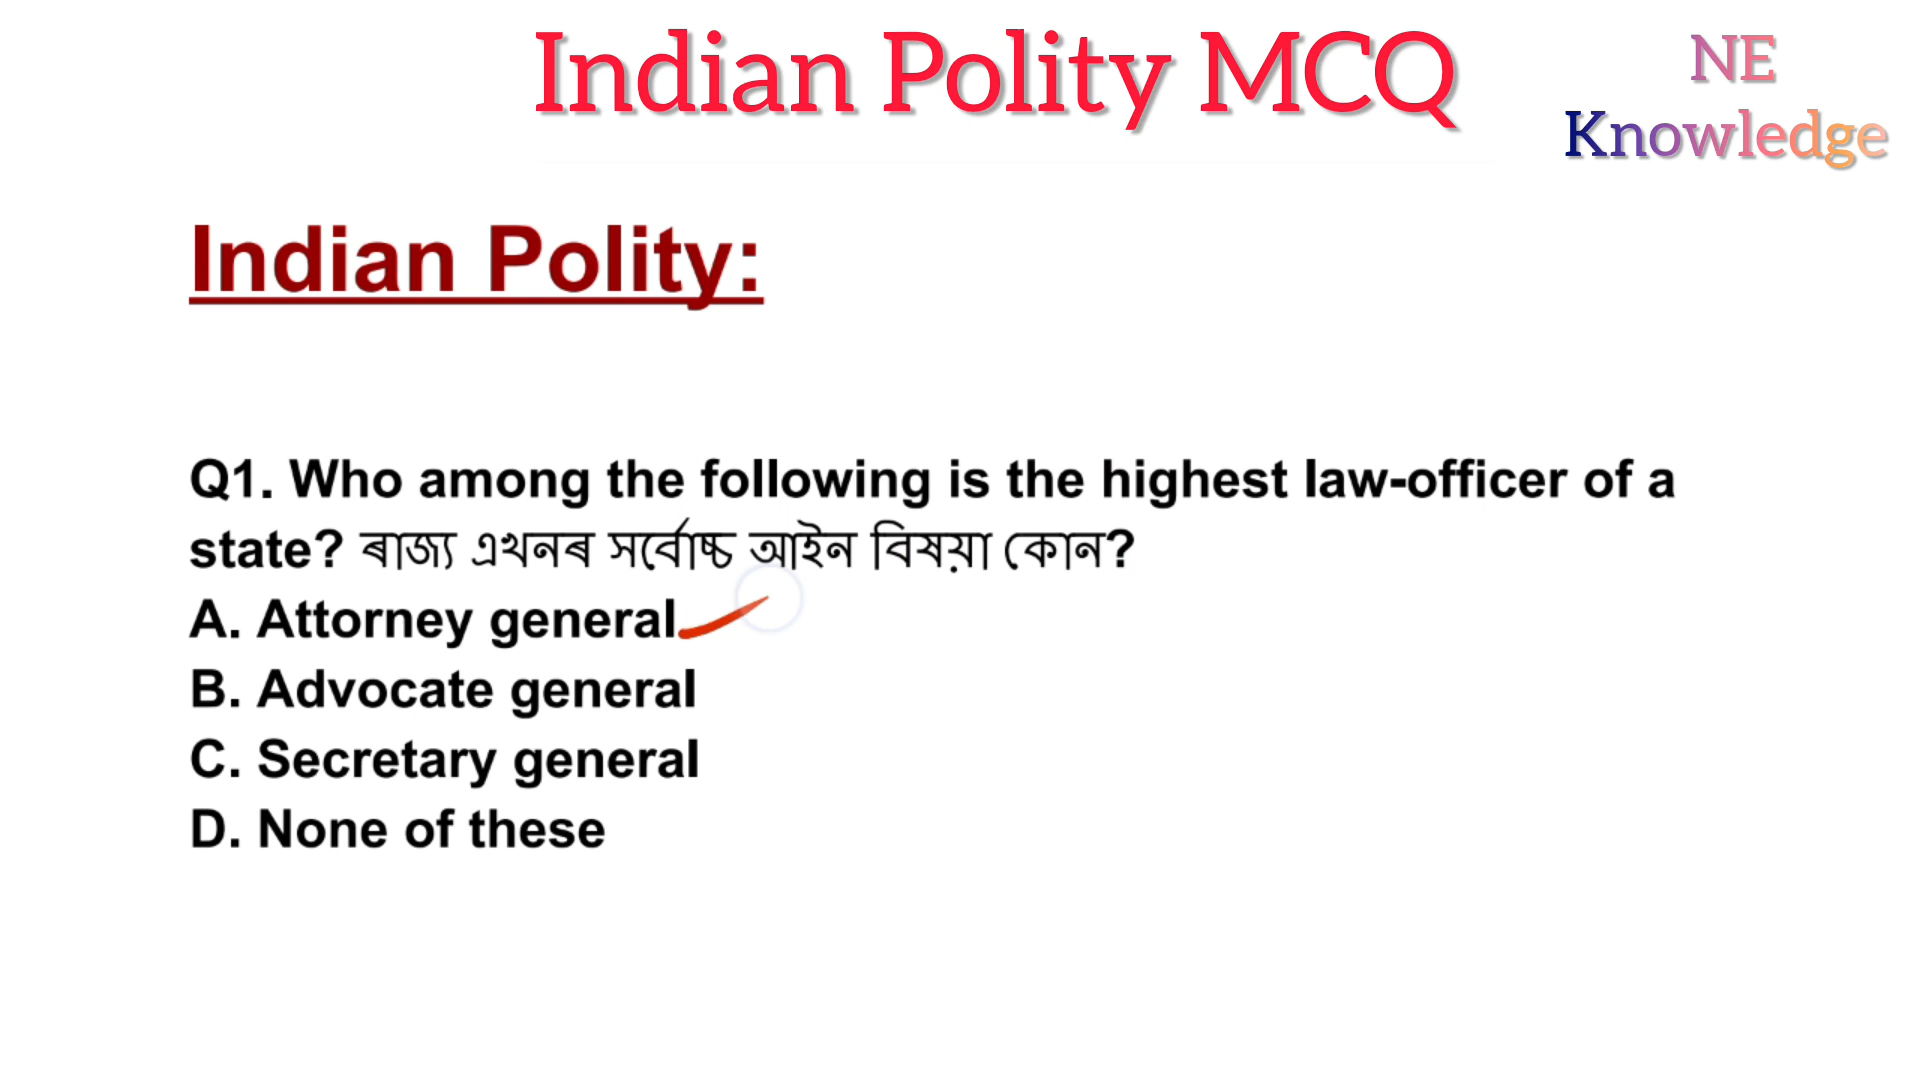 Indian Polity MCQ
NE
Knowledge
Indian Polity:
Q1. Who among the following is the highest law-officer of a
state? ৰাজ্য এখনৰ সৰ্বোচ্চ আইন বিষয়া কোন?
A. Attorney general
B. Advocate general
C. Secretary general
D. None of these